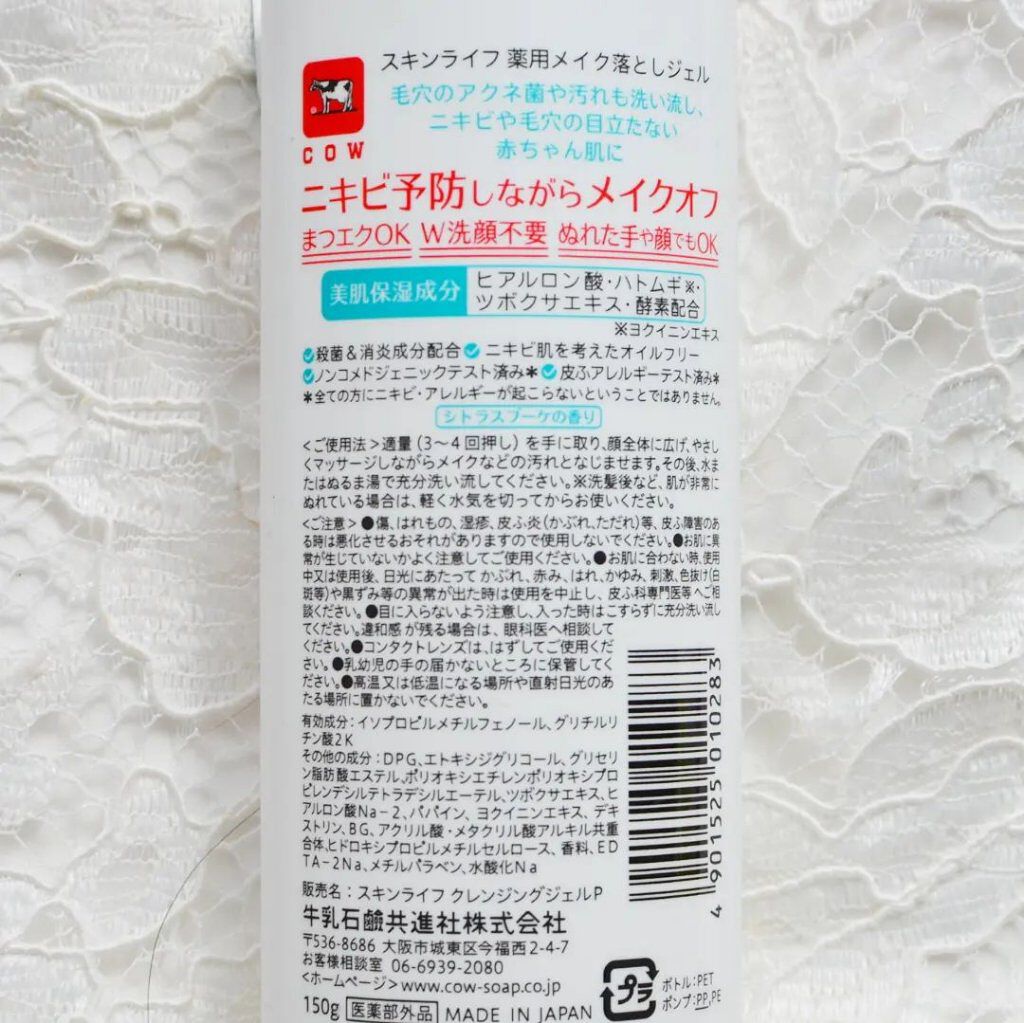 スキンライフ 薬用メイク落としジェル
毛穴のアクネ菌や汚れも洗い流し、
ニキビや毛穴の目立たない
赤ちゃん肌に
COW
ニキビ予防しながらメイクオフ
まつエクOK W洗顔不要 ぬれた手や顔でもOK
美肌保湿成分
ヒアルロン酸・ハトムギ※・
ツボクサエキス・酵素配合
※ヨクイニンエキス
殺菌&消炎成分配合 ニキビ肌を考えたオイルフリー
ノンコメドジェニックテスト済み* 皮ふアレルギーテスト済み*
*全ての方にニキビ・アレルギーが起こらないということではありません。
シトラスブーケの香り
<ご使用法>適量(3〜4回押し)を手に取り、顔全体に広げ、やさし
くマッサージしながらメイクなどの汚れとなじませます。その後、水ま
たはぬるま湯で充分洗い流してください。※洗髪後など、肌が非常に
ぬれている場合は、軽く水気を切ってからお使いください。
<ご注意>●傷、はれもの、湿疹、皮ふ炎(かぶれ、ただれ)等、皮ふ障害のあ
る時は悪化させるおそれがありますので使用しないでください。●お肌に異
常が生じていないかよく注意してご使用ください。●お肌に合わない時、使用
中又は使用後、日光にあたって かぶれ、赤み、はれ、かゆみ、刺激、色抜け(白
斑等)や黒ずみ等の異常が出た時は使用を中止し、皮ふ科専門医等へご相
談ください。●目に入らないよう注意し、入った時はこすらずに充分洗い流し
てください。違和感が残る場合は、眼科医へ相談して
ください。●コンタクトレンズは、はずしてご使用くだ
さい。●乳幼児の手の届かないところに保管してく
ださい。●高温又は低温になる場所や直射日光のあ
たる場所に置かないでください。
有効成分:イソプロピルメチルフェノール、グリチルリ
チン酸2K
その他の成分:DPG、エトキシジグリコール、グリセリ
ン脂肪酸エステル、ポリオキシエチレンポリオキシプロ
ピレンデシルテトラデシルエーテル、ツボクサエキス、ヒ
アルロン酸Na-2、パパイン、ヨクイニンエキス、デキ
ストリン、BG、アクリル酸・メタクリル酸アルキル共重
合体、ヒドロキシプロピルメチルセルロース、香料、ED
TA-2Na、メチルパラベン、水酸化Na
4 901525 010283
販売名:スキンライフ クレンジングジェルP
牛乳石鹼共進社株式会社
〒536-8686 大阪市城東区今福西2-4-7
お客様相談室 06-6939-2080
<ホームページ>www.cow-soap.co.jp
150g 医薬部外品 MADE IN JAPAN
プラ
ボトル:PET
ポンプ:PP,PE